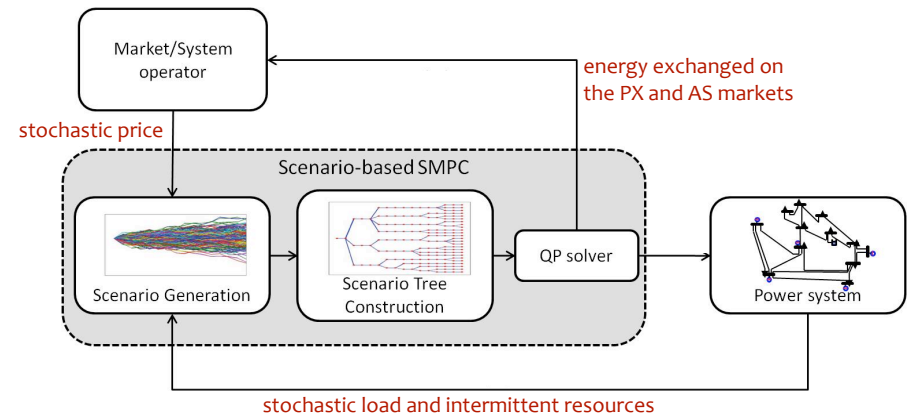 Market/System
operator
energy exchanged on
the PX and AS markets
stochastic price
Scenario-based SMPC
Scenario Generation
Scenario Tree
Construction
QP solver
Power system
stochastic load and intermittent resources